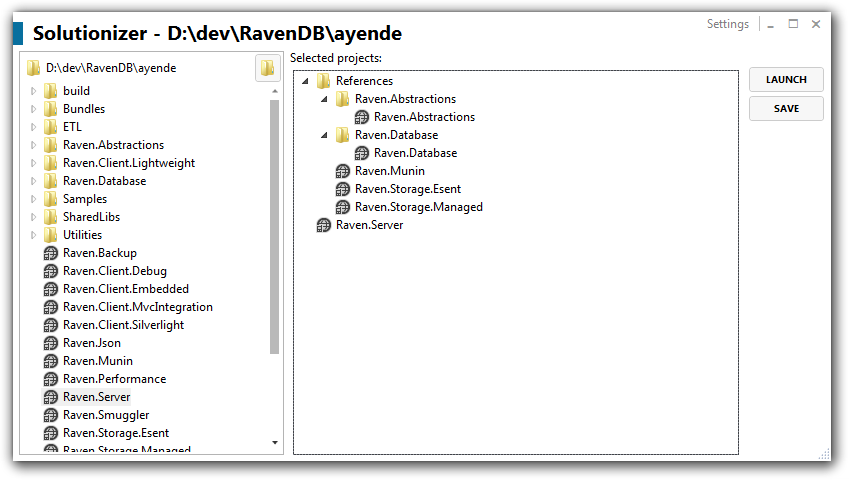 Solutionizer - D:\dev\RavenDB\ayende
Settings
D:\dev\RavenDB\ayende
build
Bundles
ETL
Raven.Abstractions
Raven.Client.Lightweight
Raven.Database
Samples
SharedLibs
Utilities
Raven.Backup
Raven.Client.Debug
Raven.Client.Embedded
Raven.Client.MvcIntegration
Raven.Client.Silverlight
Raven.Json
Raven.Munin
Raven.Performance
Raven.Server
Raven.Smuggler
Raven.Storage.Esent
Raven.Storage.Managed
Selected projects:
References
Raven.Abstractions
Raven.Abstractions
Raven.Database
Raven.Database
Raven.Munin
Raven.Storage.Esent
Raven.Storage.Managed
Raven.Server
LAUNCH
SAVE